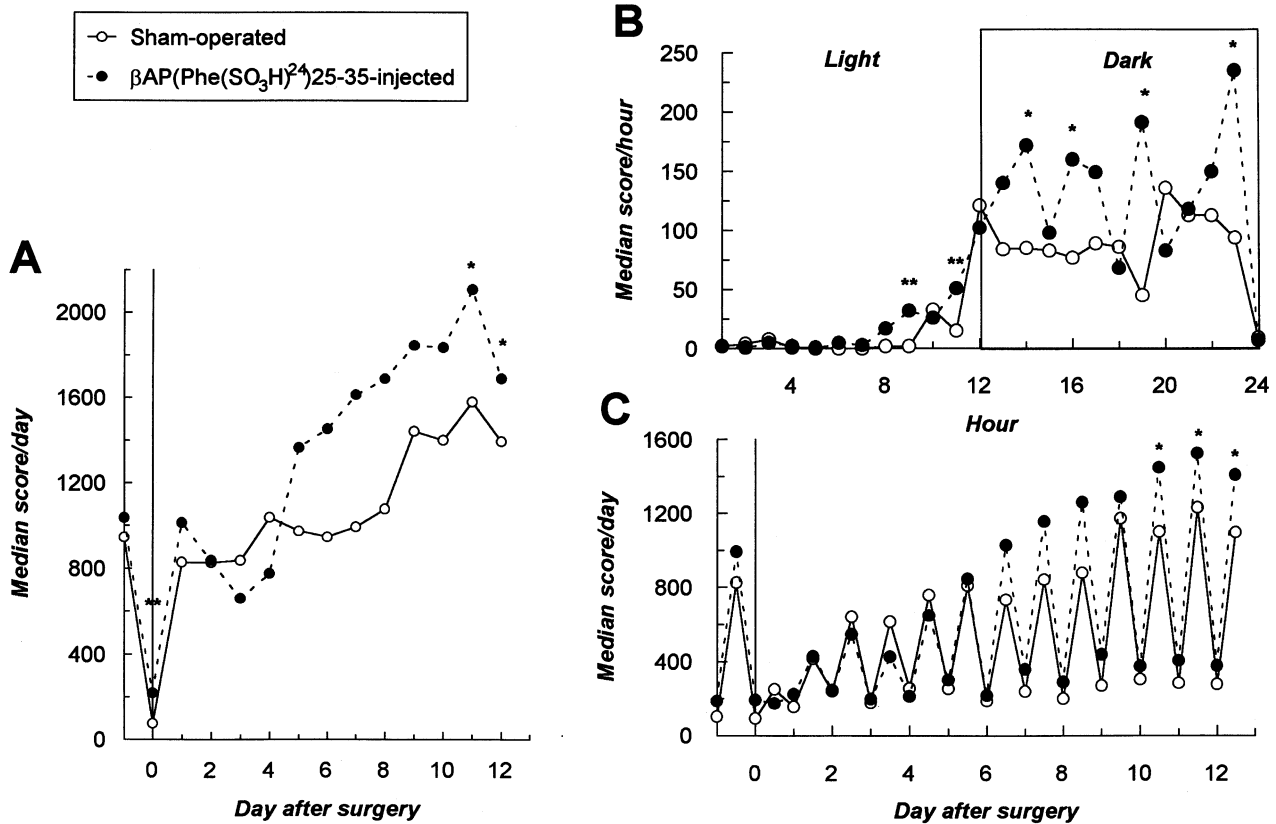 Sham-operated
βAP(Phe(SO3H)24)25-35-injected
A
Median score/day
2000
1600
1200
800
400
0
*
*
**
0 2 4 6 8 10 12
Day after surgery
B
Light
Dark
Median score/hour
250
200
150
100
50
0
**
**
*
*
*
*
4 8 12 16 20 24
Hour
C
Median score/day
1600
1200
800
400
0
*
*
*
0 2 4 6 8 10 12
Day after surgery